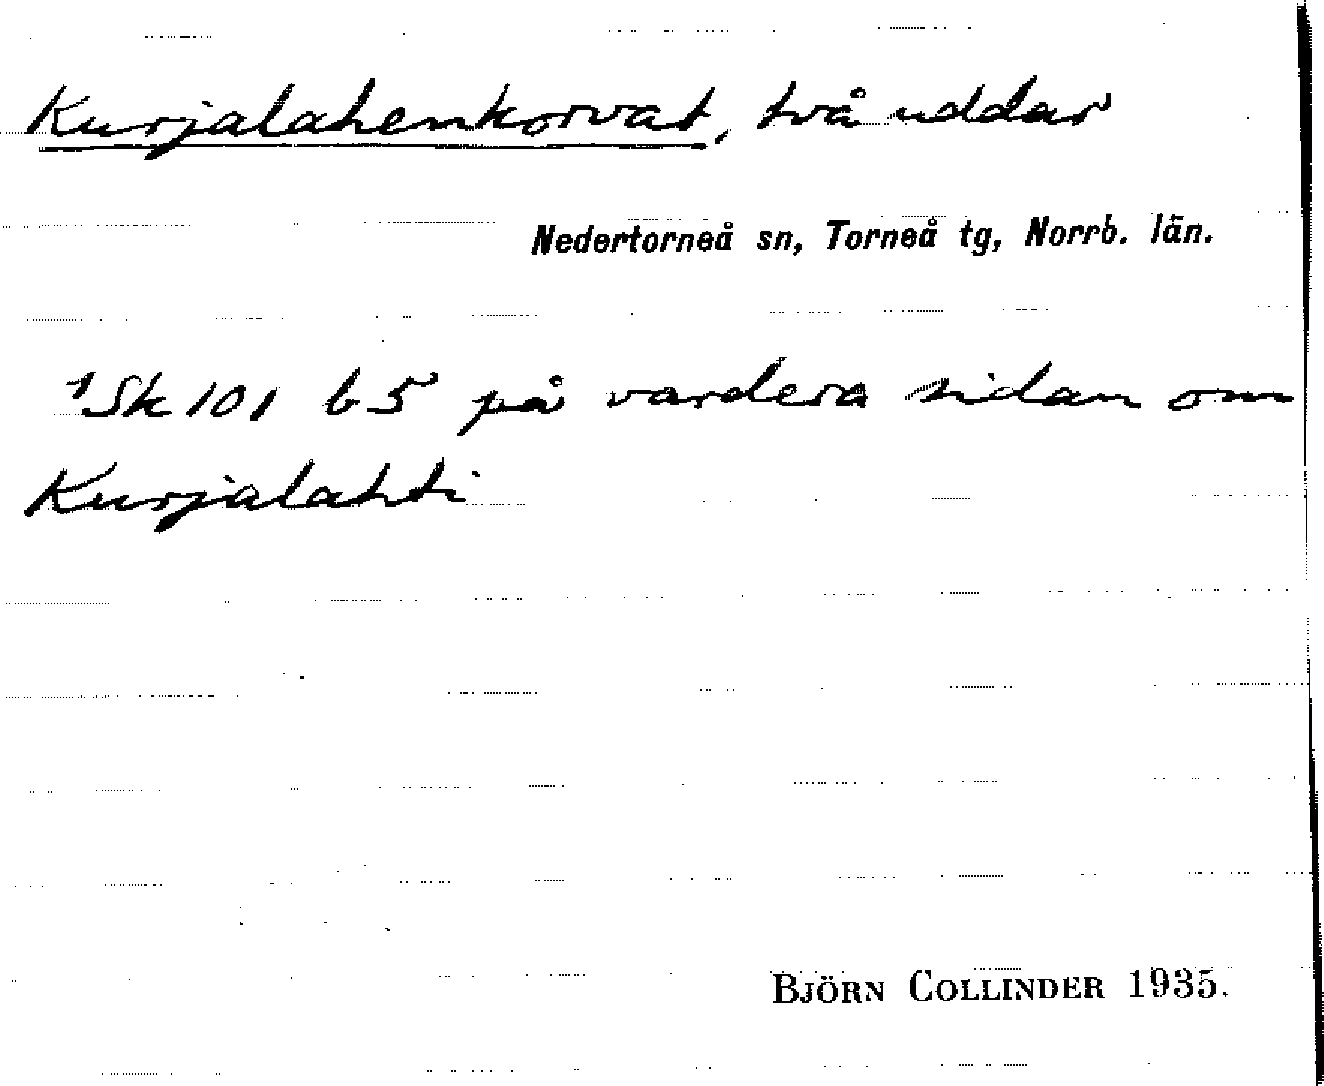 Kurjalahenkorvat, två uddar
Nedertorneå sn, Torneå tg, Norrb. län.
1Sk 101 b5 på vardera sidan om
Kurjalahti
BJÖRN COLLINDER 1935.